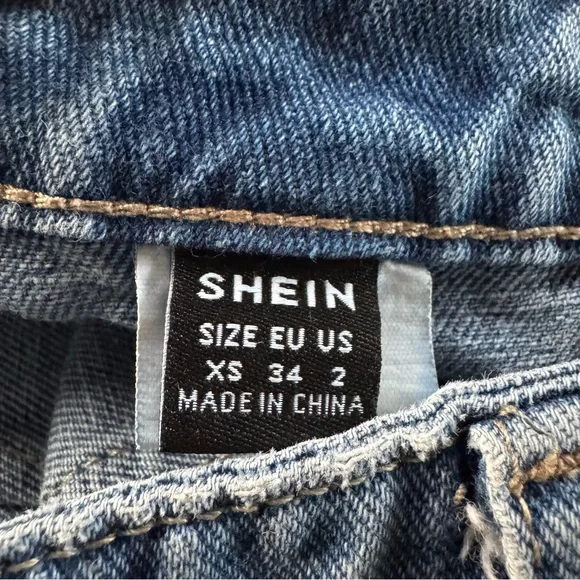 SHEIN
SIZE EU US
XS 34 2
MADE IN CHINA